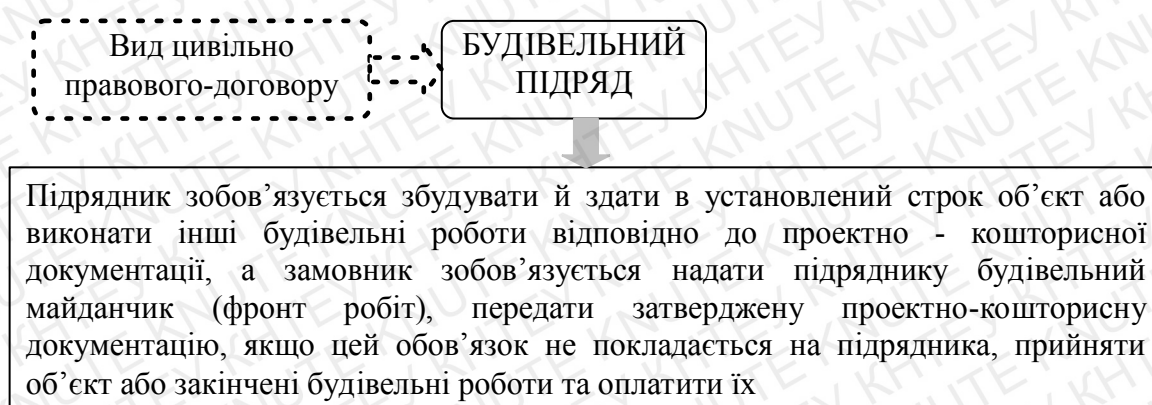 Вид цивільно
правового-договору
БУДІВЕЛЬНИЙ
ПІДРЯД
Підрядник зобов’язується збудувати й здати в установлений строк об’єкт або
виконати інші будівельні роботи відповідно до проектно - кошторисної
документації, а замовник зобов’язується надати підряднику будівельний
майданчик (фронт робіт), передати затверджену проектно-кошторисну
документацію, якщо цей обов’язок не покладається на підрядника, прийняти
об’єкт або закінчені будівельні роботи та оплатити їх